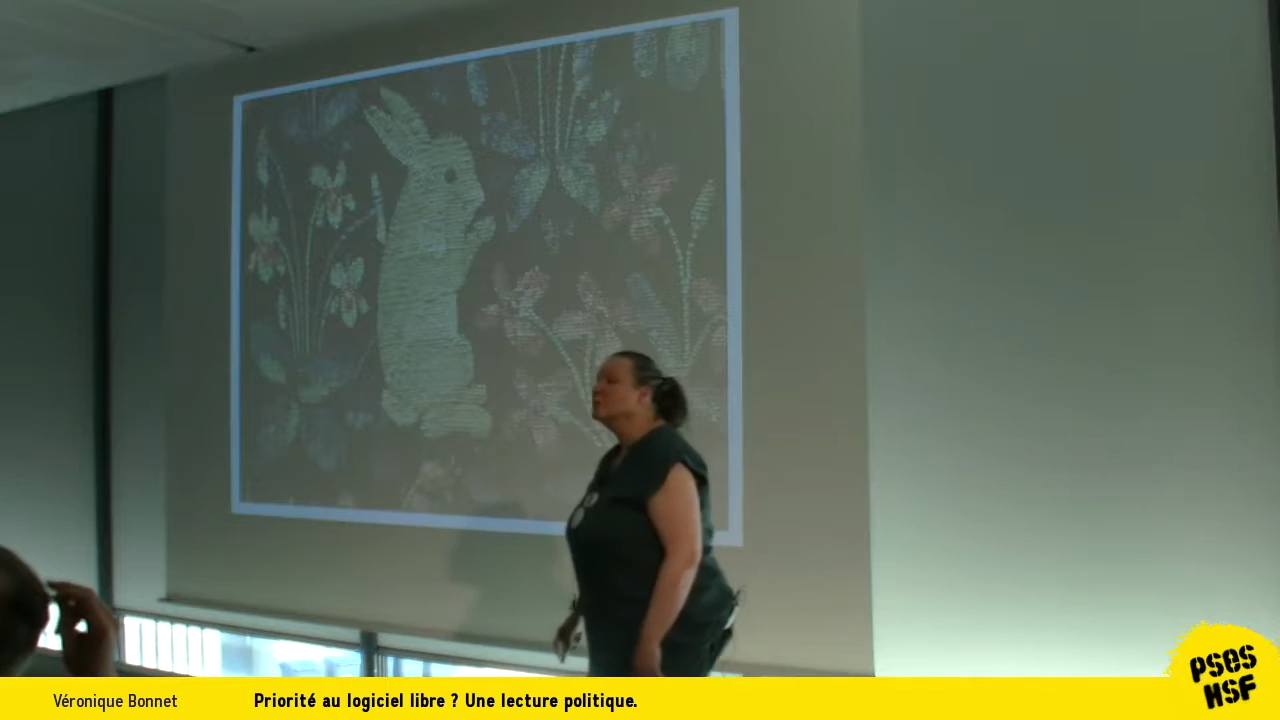 Véronique Bonnet
Priorité au logiciel libre ? Une lecture politique.
PSES
HSF